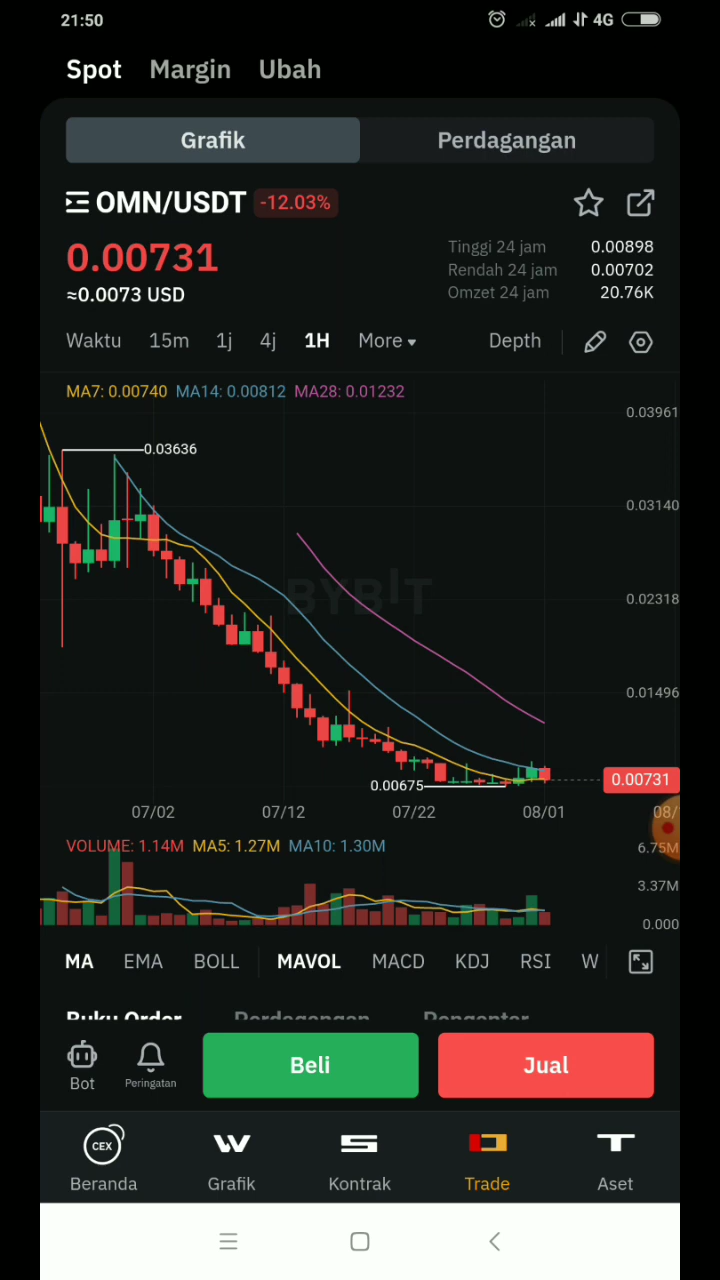 21:50 4G
Spot Margin Ubah
Grafik Perdagangan
OMN/USDT -12.03%
0.00731
≈0.0073 USD
Tinggi 24 jam 0.00898
Rendah 24 jam 0.00702
Omzet 24 jam 20.76K
Waktu 15m 1j 4j 1H More Depth
MA7: 0.00740 MA14: 0.00812 MA28: 0.01232
0.03961
0.03636
0.03140
BYBIT
0.02318
0.01496
0.00731
0.00675
07/02 07/12 07/22 08/01 08/
VOLUME: 1.14M MA5: 1.27M MA10: 1.30M
6.75M
3.37M
0.000
MA EMA BOLL MAVOL MACD KDJ RSI W
Buku Order Perdagangan Pengantar
Bot Peringatan Beli Jual
CEX
Beranda Grafik Kontrak Trade Aset